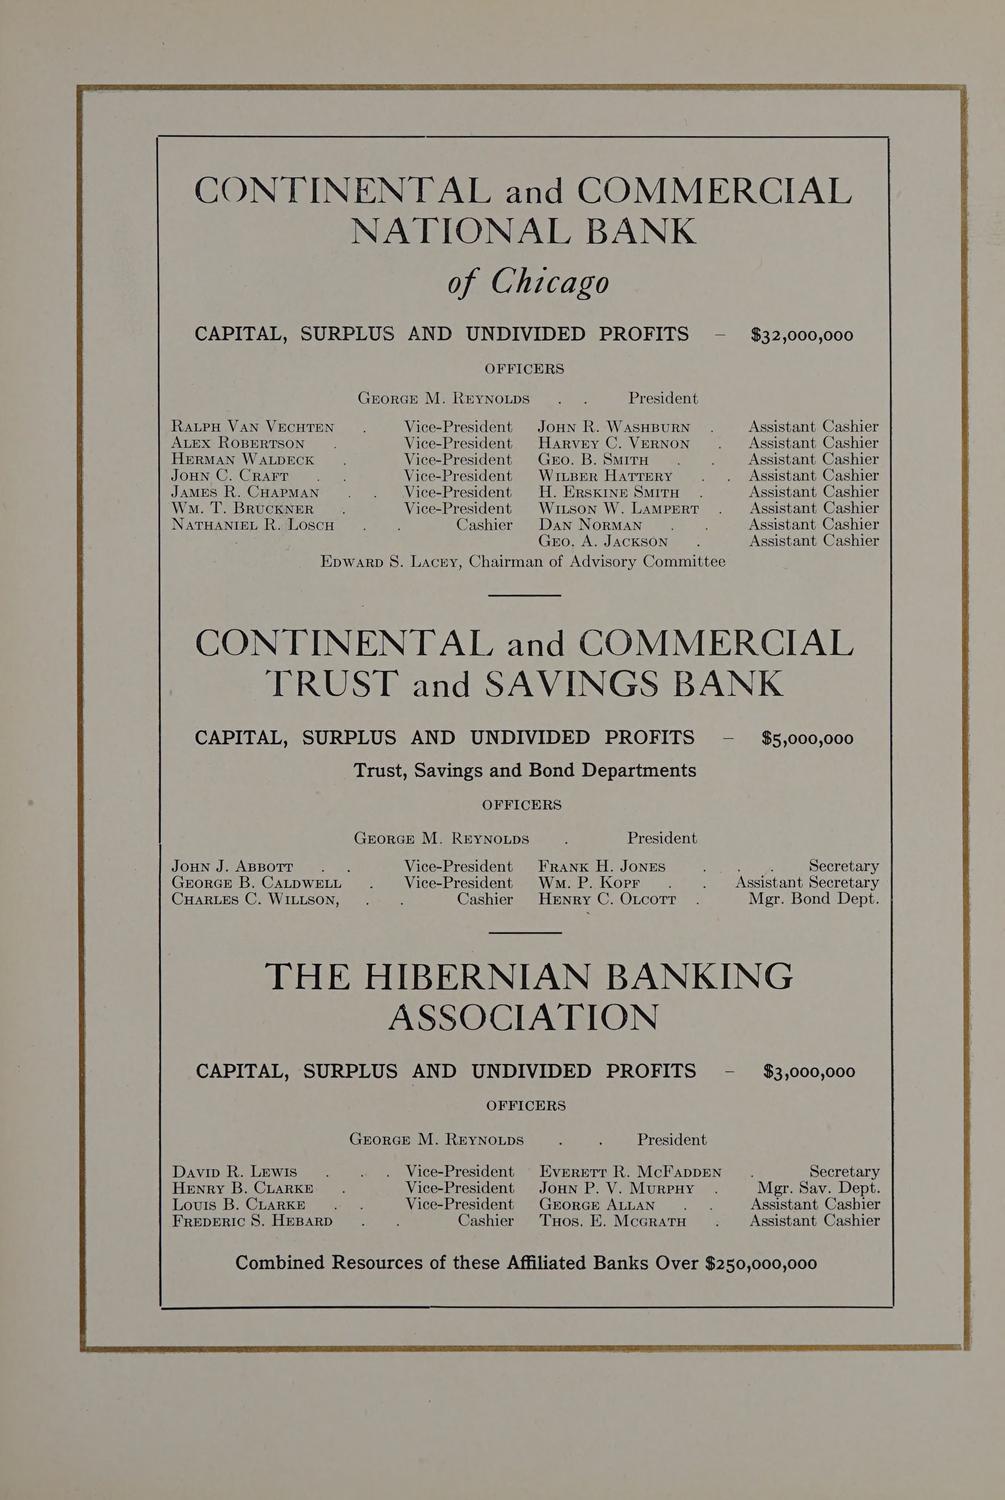 CONTINENTAL and COMMERCIAL
NATIONAL BANK
of Chicago
CAPITAL, SURPLUS AND UNDIVIDED PROFITS – $32,000,000
OFFICERS
GEORGE M. REYNOLDS . . President
RALPH VAN VECHTEN . Vice-President JOHN R. WASHBURN . Assistant Cashier
ALEX ROBERTSON . Vice-President HARVEY C. VERNON . Assistant Cashier
HERMAN WALDECK . Vice-President GEO. B. SMITH . . Assistant Cashier
JOHN C. CRAFT . . Vice-President WILBER HATTERY . . Assistant Cashier
JAMES R. CHAPMAN . . Vice-President H. ERSKINE SMITH . Assistant Cashier
WM. T. BRUCKNER . Vice-President WILSON W. LAMPERT . Assistant Cashier
NATHANIEL R. LOSCH . . Cashier DAN NORMAN . . Assistant Cashier
GEO. A. JACKSON . Assistant Cashier
EDWARD S. LACEY, Chairman of Advisory Committee
CONTINENTAL and COMMERCIAL
TRUST and SAVINGS BANK
CAPITAL, SURPLUS AND UNDIVIDED PROFITS – $5,000,000
Trust, Savings and Bond Departments
OFFICERS
GEORGE M. REYNOLDS . President
JOHN J. ABBOTT . . Vice-President FRANK H. JONES . . . Secretary
GEORGE B. CALDWELL . Vice-President WM. P. KOPF . . Assistant Secretary
CHARLES C. WILLSON, . . Cashier HENRY C. OLCOTT . Mgr. Bond Dept.
THE HIBERNIAN BANKING
ASSOCIATION
CAPITAL, SURPLUS AND UNDIVIDED PROFITS – $3,000,000
OFFICERS
GEORGE M. REYNOLDS . . President
DAVID R. LEWIS . . . Vice-President EVERETT R. MCFADDEN . Secretary
HENRY B. CLARKE . Vice-President JOHN P. V. MURPHY . Mgr. Sav. Dept.
LOUIS B. CLARKE . . Vice-President GEORGE ALLAN . . Assistant Cashier
FREDERIC S. HEBARD . . Cashier THOS. E. MCGRATH . Assistant Cashier
Combined Resources of these Affiliated Banks Over $250,000,000